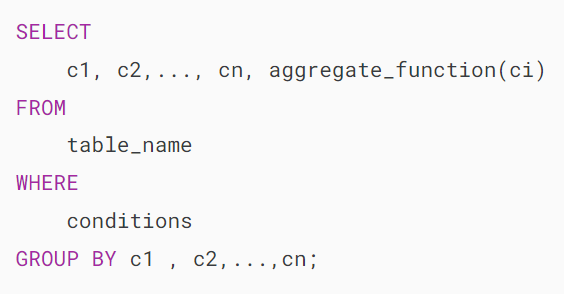 SELECT
    c1, c2,..., cn, aggregate_function(ci)
FROM
    table_name
WHERE
    conditions
GROUP BY c1 , c2,...,cn;